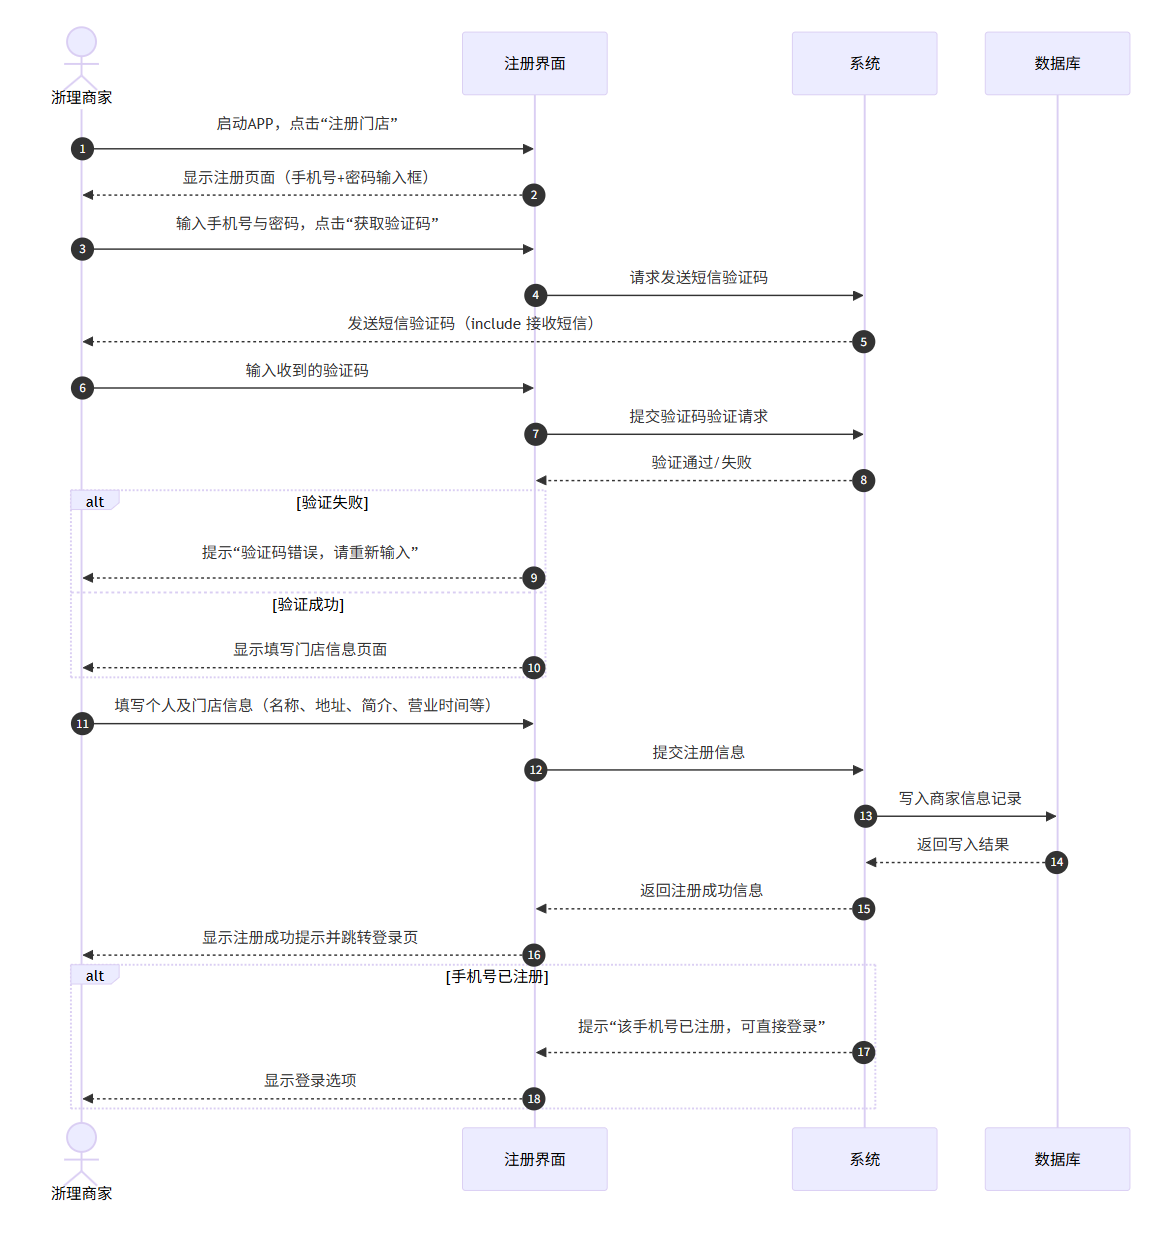 浙理商家
注册界面
系统
数据库
启动APP，点击“注册门店”
1
显示注册页面（手机号+密码输入框）
2
输入手机号与密码，点击“获取验证码”
3
请求发送短信验证码
4
发送短信验证码（include 接收短信）
5
输入收到的验证码
6
提交验证码验证请求
7
验证通过/失败
8
alt
[验证失败]
提示“验证码错误，请重新输入”
9
[验证成功]
显示填写门店信息页面
10
填写个人及门店信息（名称、地址、简介、营业时间等）
11
提交注册信息
12
写入商家信息记录
13
返回写入结果
14
返回注册成功信息
15
显示注册成功提示并跳转登录页
16
alt
[手机号已注册]
提示“该手机号已注册，可直接登录”
17
显示登录选项
18
浙理商家
注册界面
系统
数据库